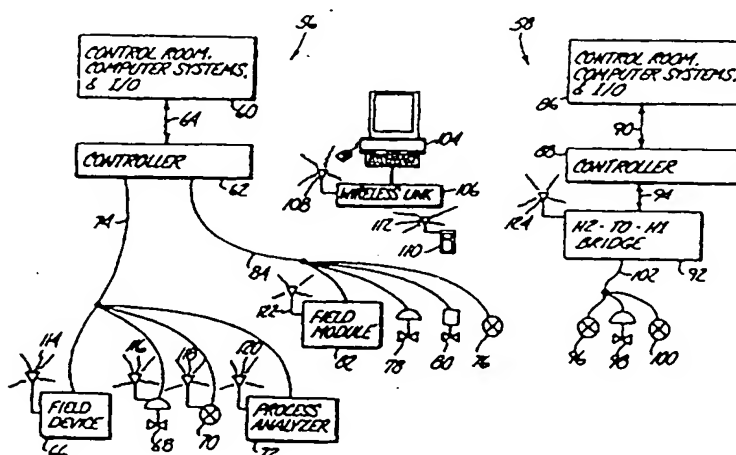 56
58
CONTROL ROOM,
COMPUTER SYSTEMS,
& I/O
60
64
CONTROLLER
62
74
84
104
WIRELESS LINK
106
108
112
110
CONTROL ROOM,
COMPUTER SYSTEMS,
& I/O
86
90
88
CONTROLLER
94
124
H2-TO-H1
BRIDGE
92
102
96
98
100
122
FIELD
MODULE
82
78
80
76
114
116
118
120
FIELD
DEVICE
66
68
70
PROCESS
ANALYZER
72